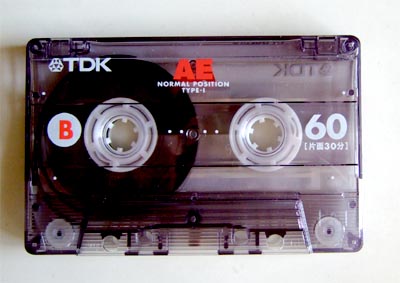 TDK
AE
NORMAL POSITION
TYPE-I
TDK
B
60
[片面30分]